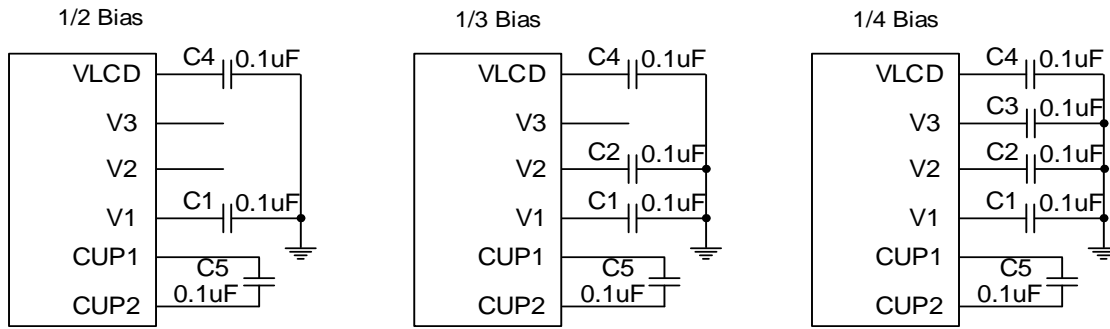 1/2 Bias
VLCD
C4
0.1uF
V3
V2
V1
C1
0.1uF
CUP1
C5
0.1uF
CUP2
1/3 Bias
VLCD
C4
0.1uF
V3
V2
C2
0.1uF
V1
C1
0.1uF
CUP1
C5
0.1uF
CUP2
1/4 Bias
VLCD
C4
0.1uF
V3
C3
0.1uF
V2
C2
0.1uF
V1
C1
0.1uF
CUP1
C5
0.1uF
CUP2